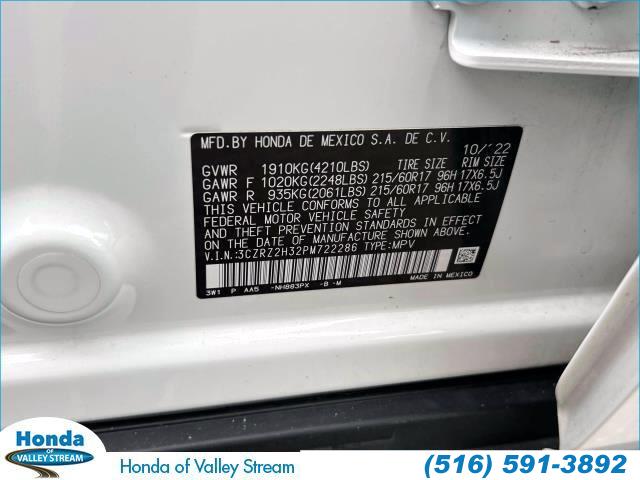 MFD.BY HONDA DE MEXICO S.A. DE C.V.
10/'22
GVWR 1910KG(4210LBS) TIRE SIZE RIM SIZE
GAWR F 1020KG(2248LBS) 215/60R17 96H 17X6.5J
GAWR R 935KG(2061LBS) 215/60R17 96H 17X6.5J
THIS VEHICLE CONFORMS TO ALL APPLICABLE
FEDERAL MOTOR VEHICLE SAFETY
AND THEFT PREVENTION STANDARDS IN EFFECT
ON THE DATE OF MANUFACTURE SHOWN ABOVE.
V.I.N.:3CZRZ2H32PM722286 TYPE:MPV
3W1 P AA5 -NH883PX -B -M
MADE IN MEXICO
Honda
OF
VALLEY STREAM
Honda of Valley Stream
(516) 591-3892